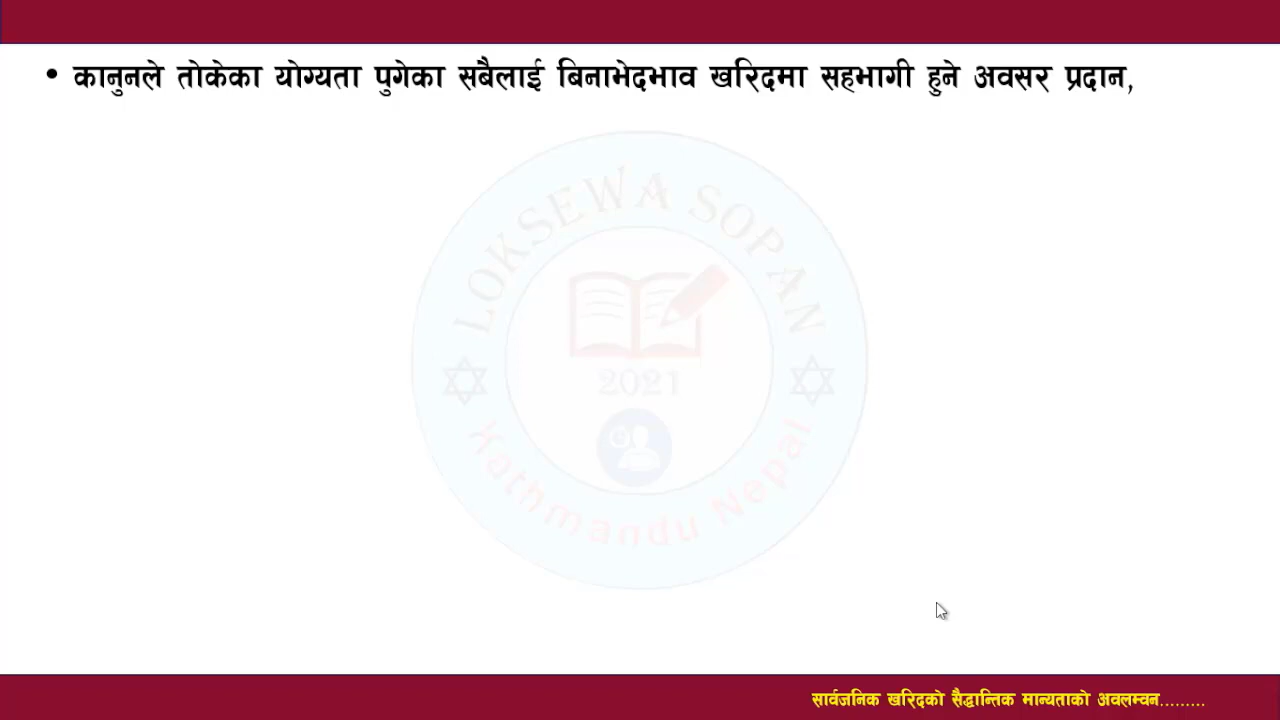 • कानुनले तोकेका योग्यता पुगेका सबैलाई बिनाभेदभाव खरिदमा सहभागी हुने अवसर प्रदान,
LOKSEWA SOPAN
2021
Kathmandu Nepal
सार्वजनिक खरिदको सैद्धान्तिक मान्यताको अवलम्वन.........